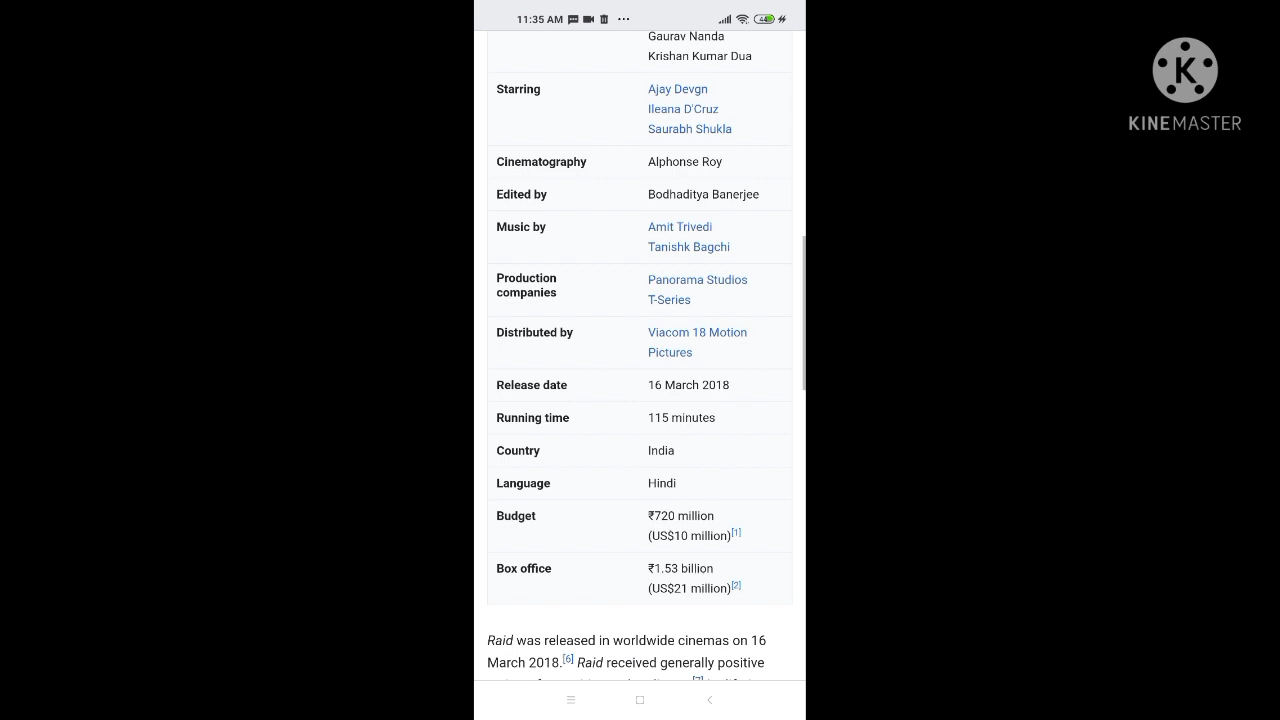 11:35 AM
44
Gaurav Nanda
Krishan Kumar Dua
Starring
Ajay Devgn
Ileana D'Cruz
Saurabh Shukla
Cinematography
Alphonse Roy
Edited by
Bodhaditya Banerjee
Music by
Amit Trivedi
Tanishk Bagchi
Production
companies
Panorama Studios
T-Series
Distributed by
Viacom 18 Motion
Pictures
Release date
16 March 2018
Running time
115 minutes
Country
India
Language
Hindi
Budget
₹720 million
(US$10 million)[1]
Box office
₹1.53 billion
(US$21 million)[2]
Raid was released in worldwide cinemas on 16
March 2018.[6] Raid received generally positive
[7]
K
KINEMASTER